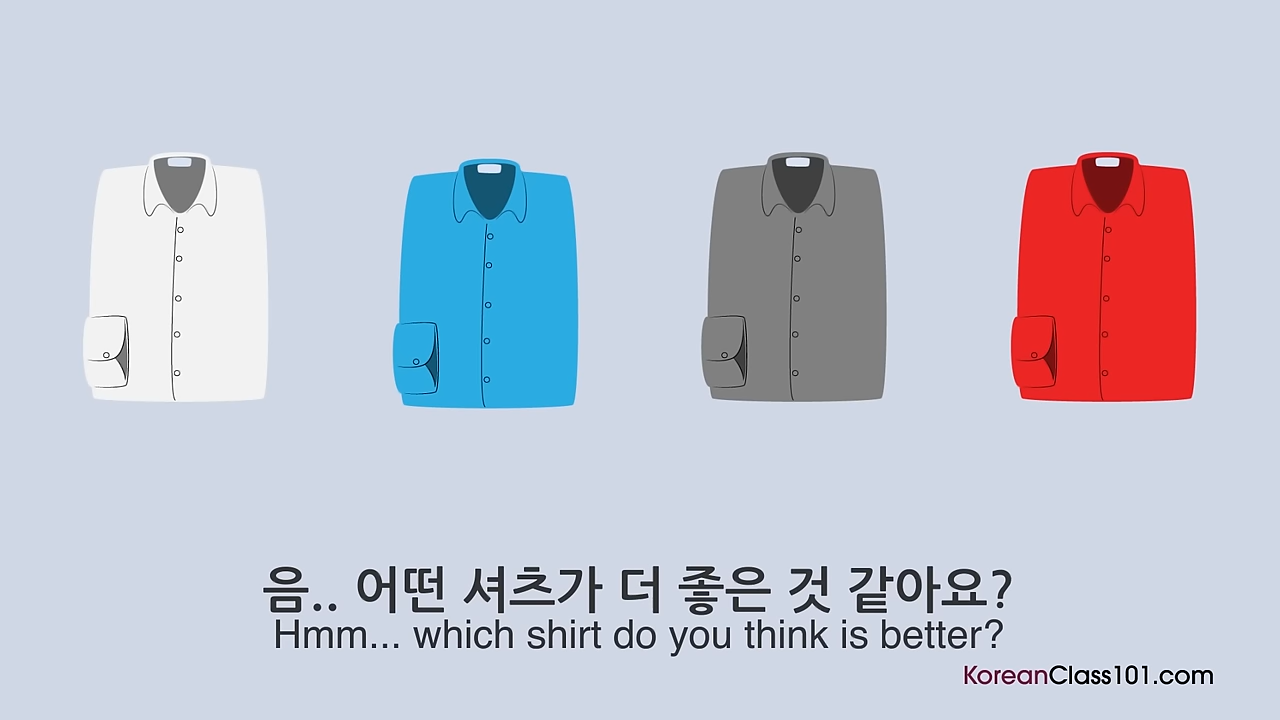 음.. 어떤 셔츠가 더 좋은 것 같아요?
Hmm... which shirt do you think is better?
KoreanClass101.com